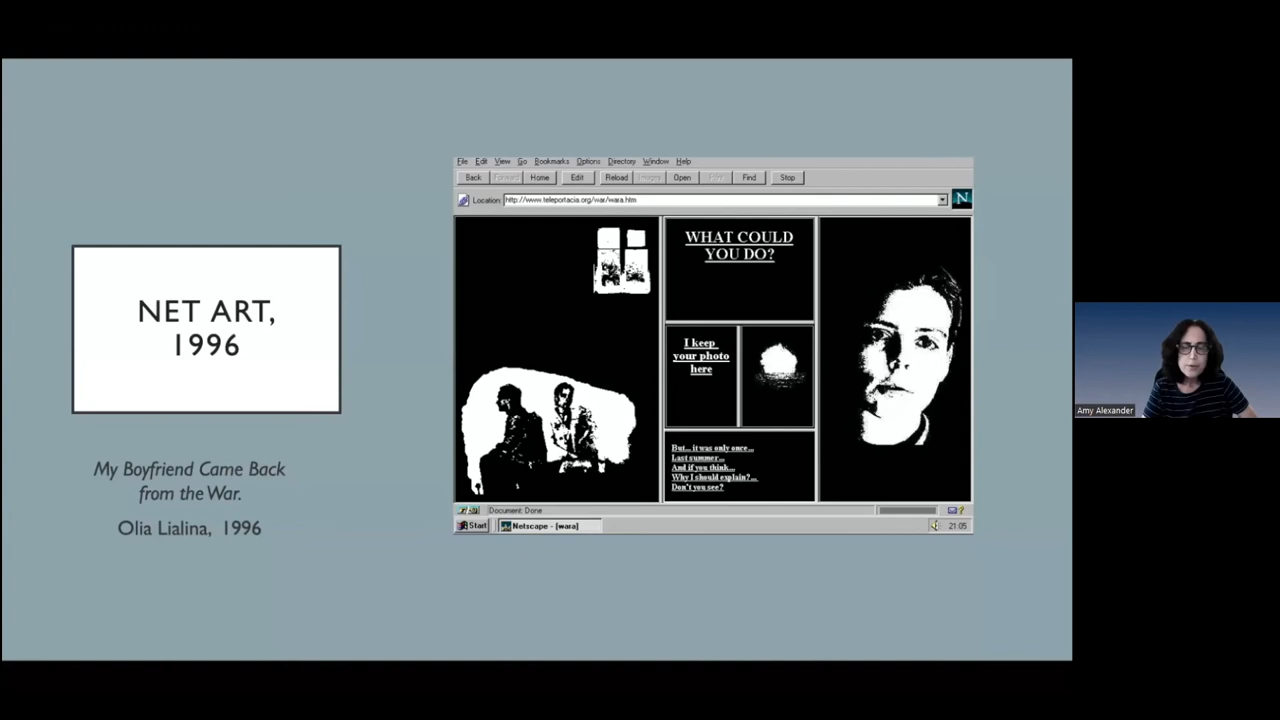 NET ART,
1996
My Boyfriend Came Back
from the War.
Olia Lialina, 1996
File Edit View Go Bookmarks Options Directory Window Help
Back Forward Home Edit Reload Images Open Print Find Stop
Location: http://www.teleportacia.org/war/wara.htm
N
WHAT COULD
YOU DO?
I keep
your photo
here
But... it was only once...
Last summer...
And if you think...
Why I should explain?...
Don't you see?
Document: Done
Start Netscape - [wara] 21:05
Amy Alexander